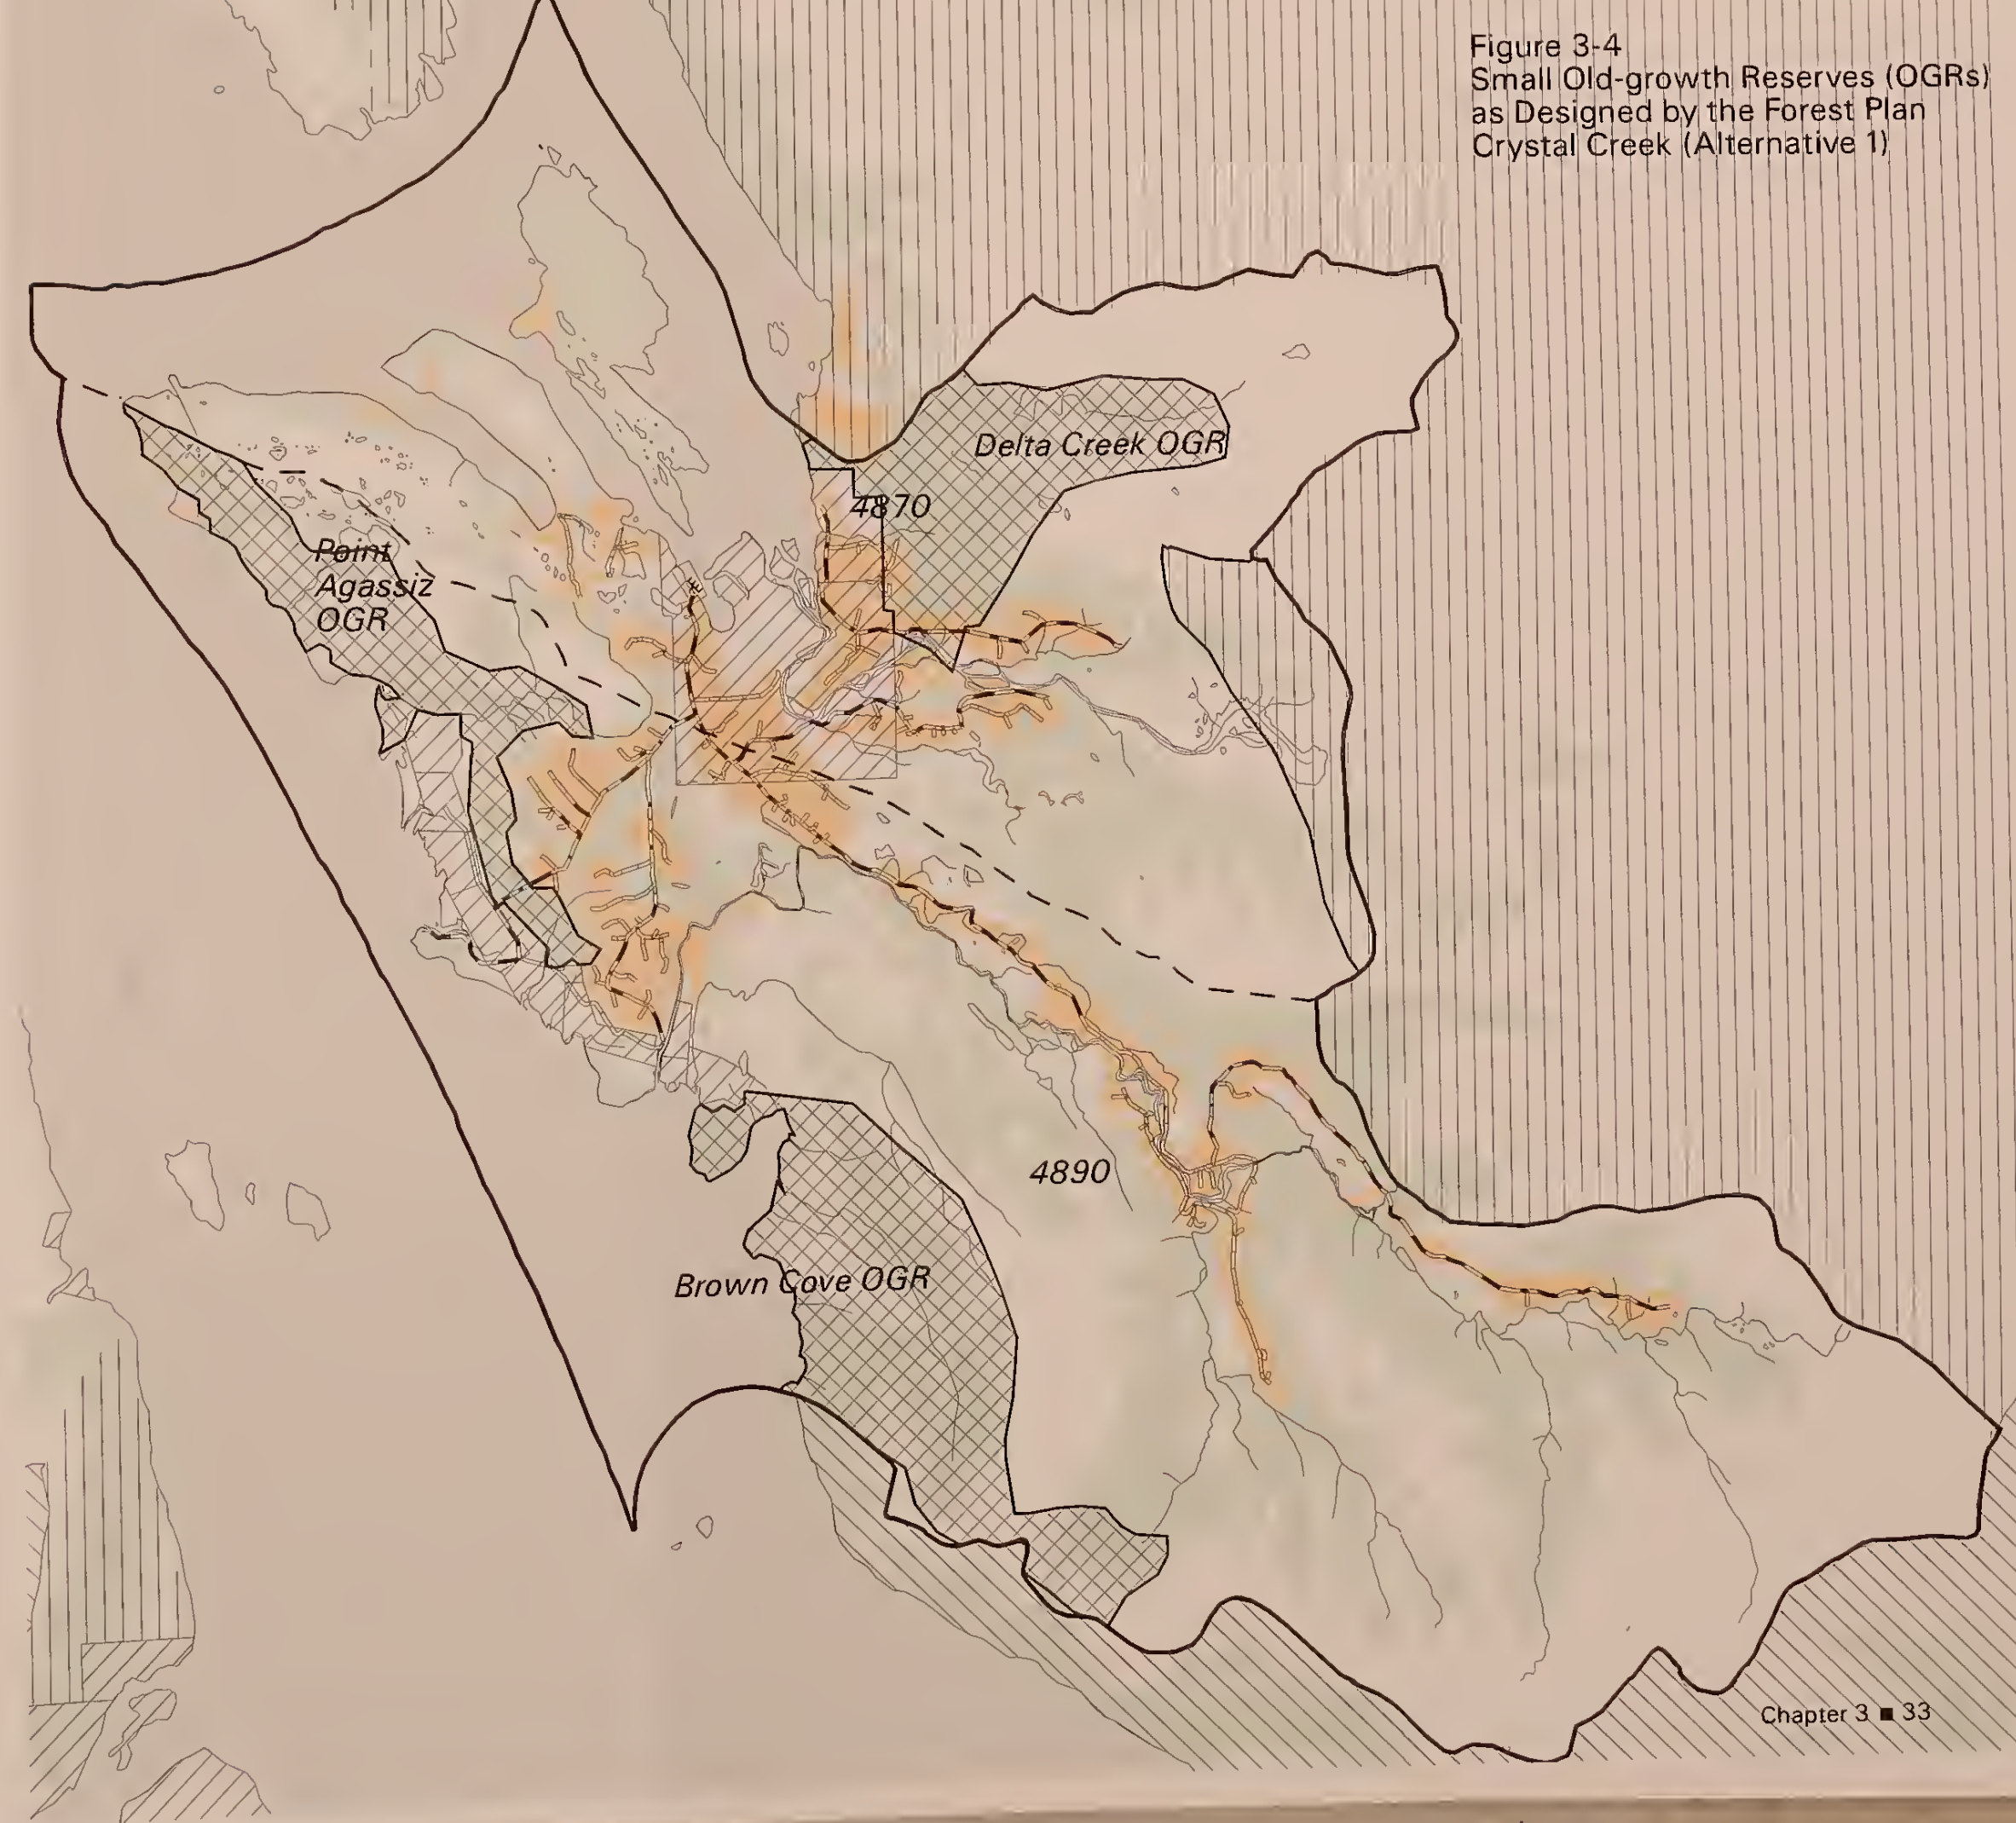 Figure 3-4
Small Old-growth Reserves (OGRs)
as Designed by the Forest Plan
Crystal Creek (Alternative 1)
Delta Creek OGR
4870
Point
Agassiz
OGR
4890
Brown Cove OGR
Chapter 3 ■ 33